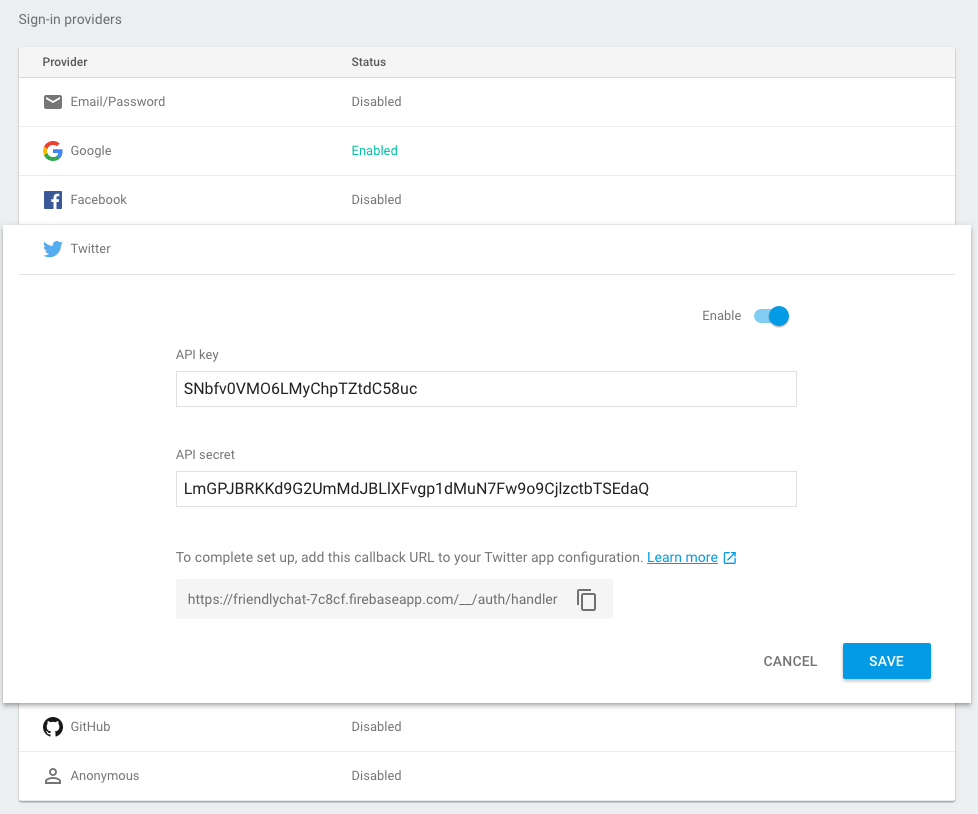 Sign-in providers
Provider Status
Email/Password Disabled
Google Enabled
Facebook Disabled
Twitter
Enable
API key
SNbfv0VMO6LMyChpTZtdC58uc
API secret
LmGPJBRKKd9G2UmMdJBLlXFvgp1dMuN7Fw9o9CjlzctbTSEdaQ
To complete set up, add this callback URL to your Twitter app configuration. Learn more
https://friendlychat-7c8cf.firebaseapp.com/__/auth/handler
CANCEL SAVE
GitHub Disabled
Anonymous Disabled